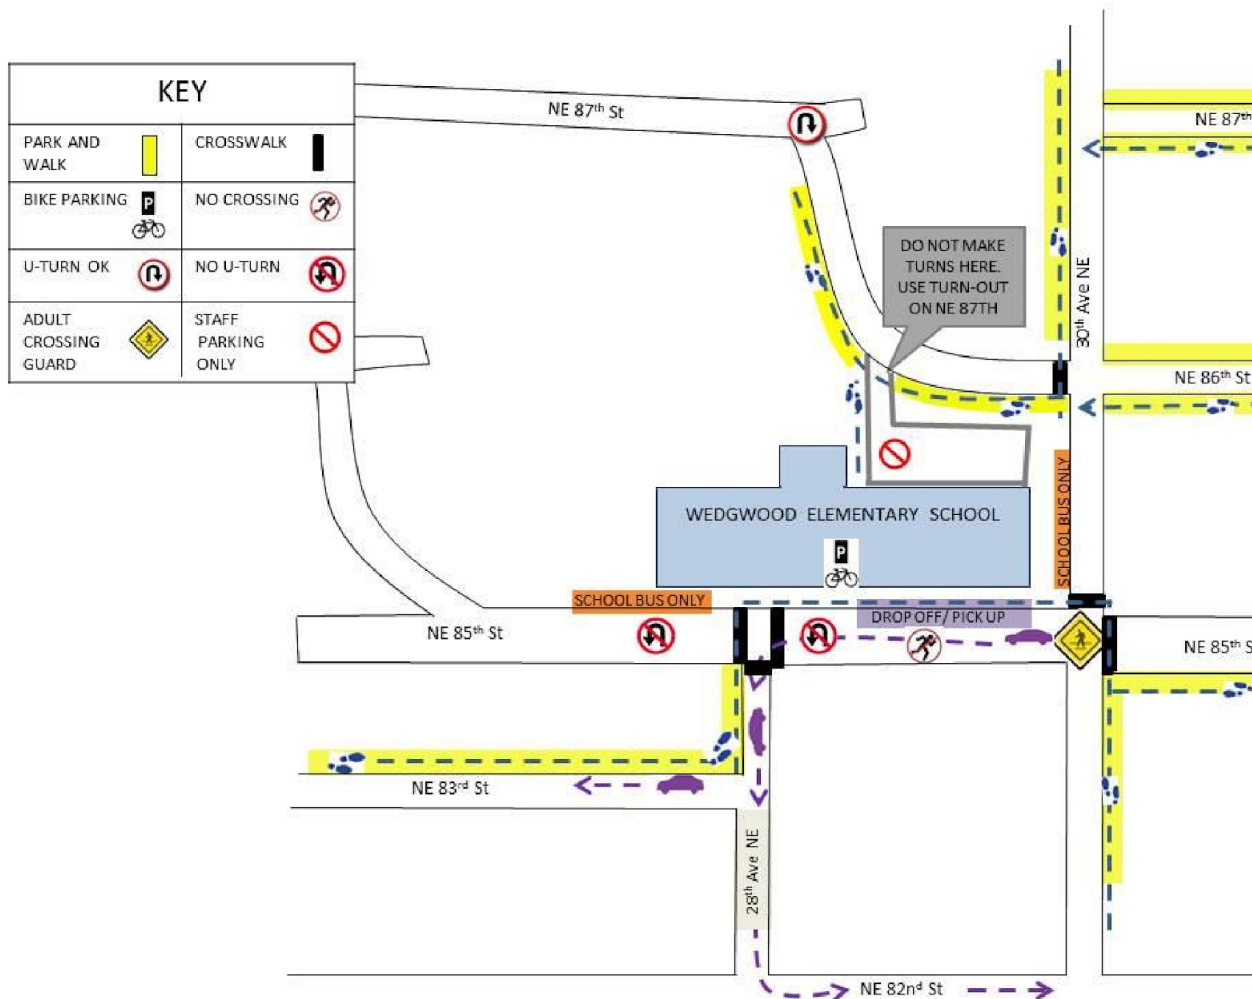 KEY
PARK AND
WALK
CROSSWALK
BIKE PARKING
P
NO CROSSING
U-TURN OK
NO U-TURN
ADULT
CROSSING
GUARD
STAFF
PARKING
ONLY
NE 87th St
NE 87th
DO NOT MAKE
TURNS HERE.
USE TURN-OUT
ON NE 87TH
30th Ave NE
NE 86th St
SCHOOL BUS ONLY
WEDGWOOD ELEMENTARY SCHOOL
P
SCHOOL BUS ONLY
DROP OFF/ PICK UP
NE 85th St
NE 85th S
NE 83rd St
28th Ave NE
NE 82nd St